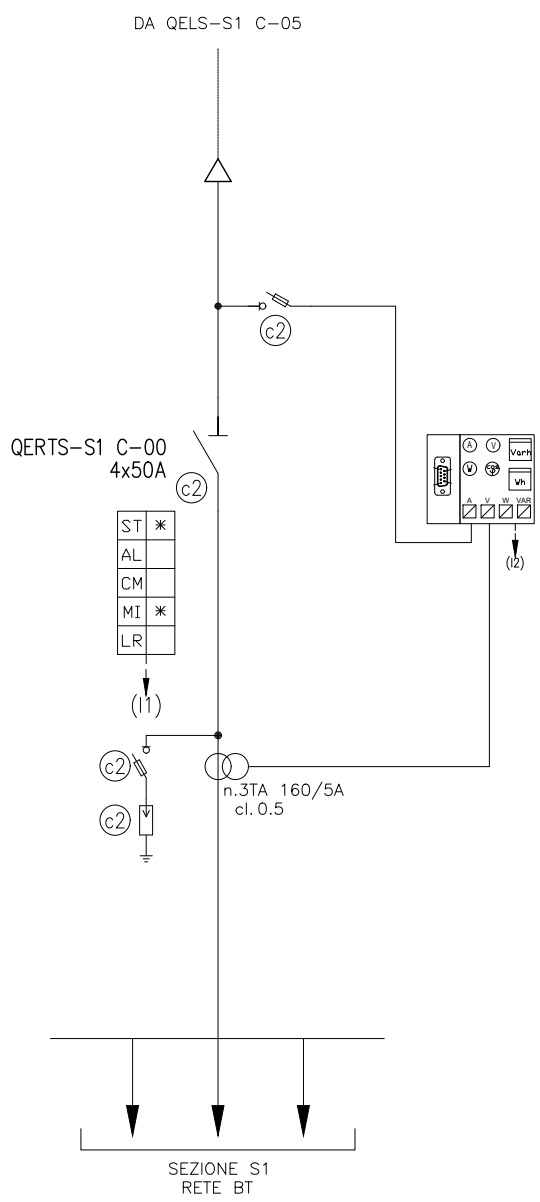 DA QELS-S1 C-05
c2
QERTS-S1 C-00
4x50A
c2
A V Varh
W cosφ Wh
A V W VAR
(I2)
ST *
AL
CM
MI *
LR
(I1)
c2
n.3TA 160/5A
cl.0.5
c2
SEZIONE S1
RETE BT